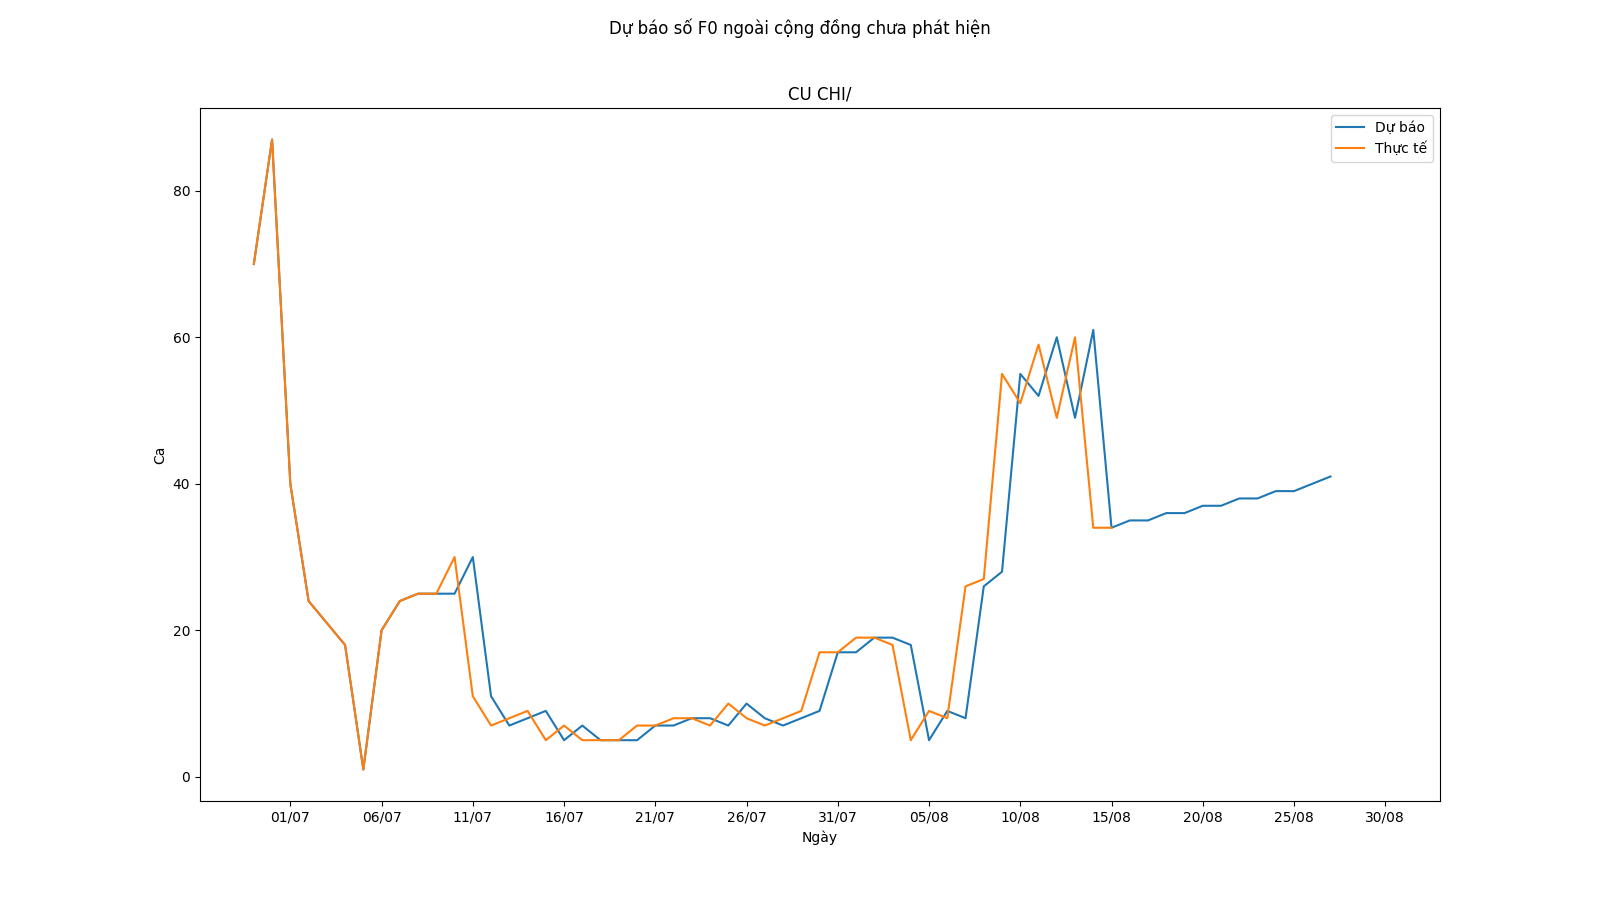 Dự báo số F0 ngoài cộng đồng chưa phát hiện
CU CHI/
Dự báo
Thực tế
80
60
40
20
0
Ca
01/07 06/07 11/07 16/07 21/07 26/07 31/07 05/08 10/08 15/08 20/08 25/08 30/08
Ngày